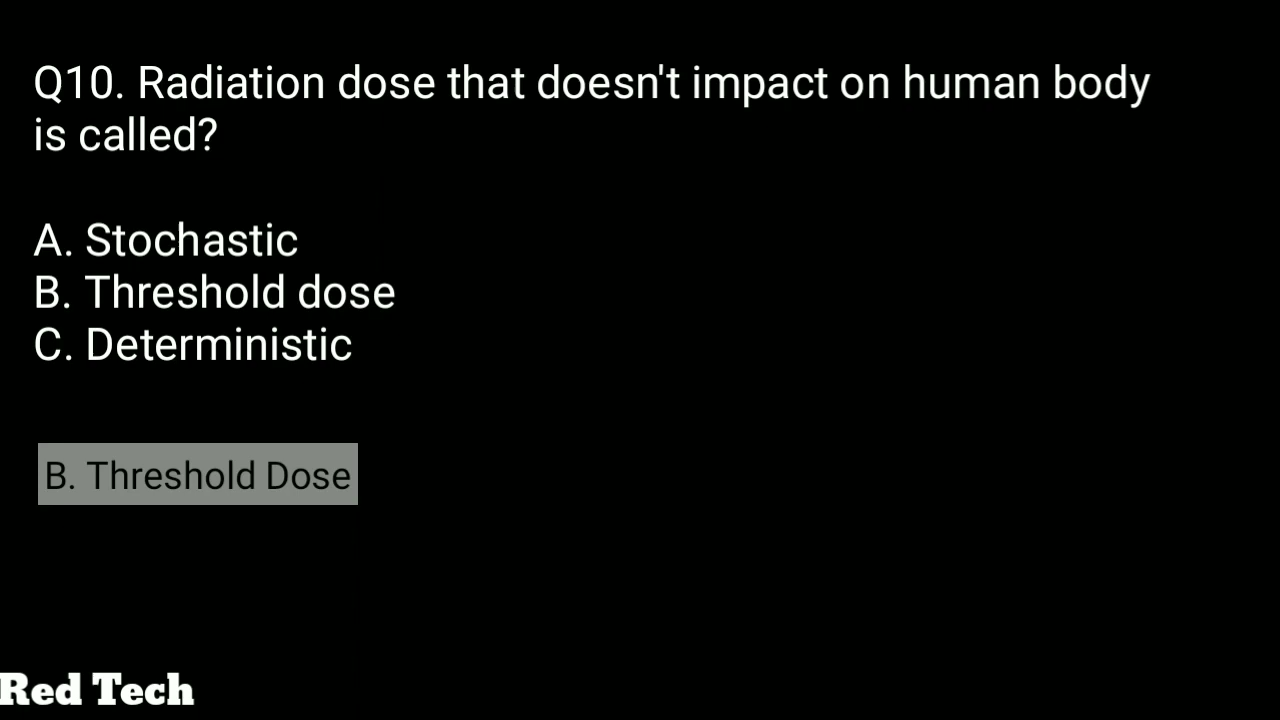 Q10. Radiation dose that doesn't impact on human body
is called?
A. Stochastic
B. Threshold dose
C. Deterministic
B. Threshold Dose
Red Tech